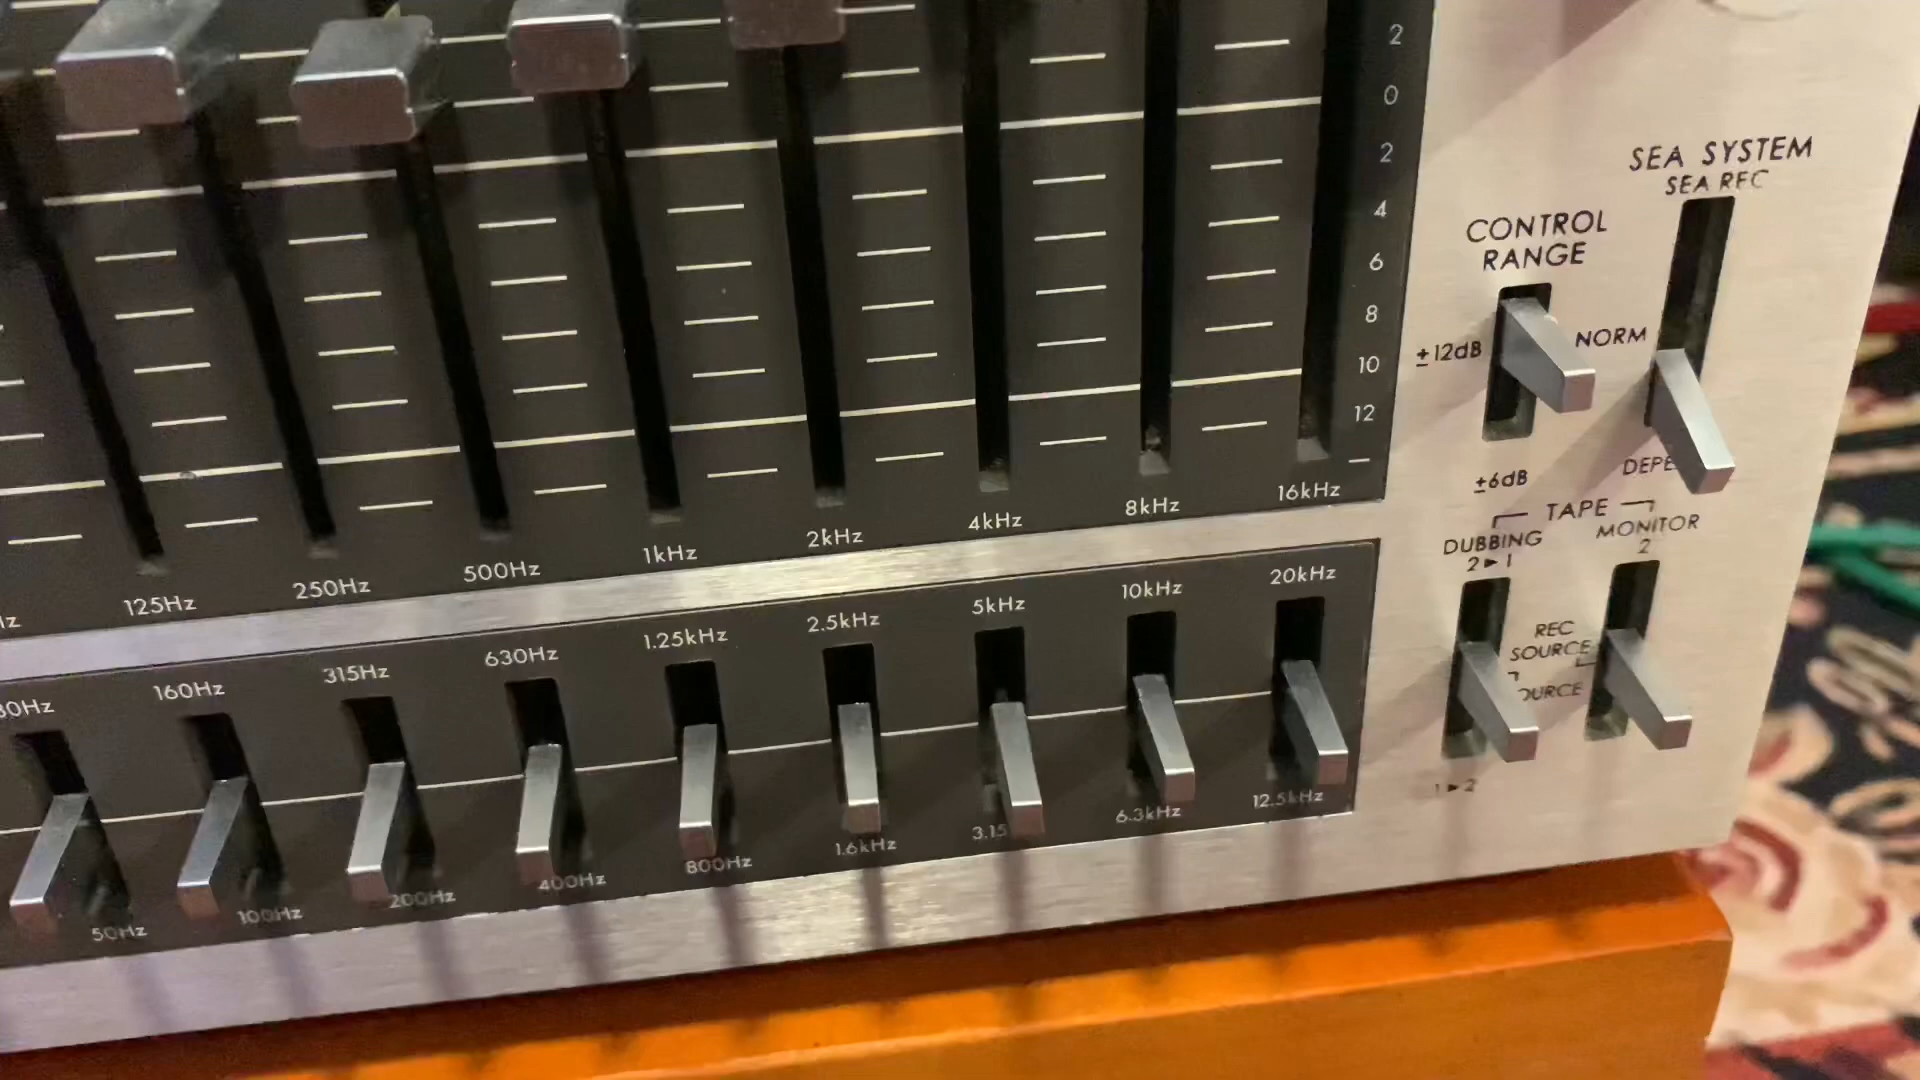 2
0
2
4
6
8
10
12
125Hz
250Hz
500Hz
1kHz
2kHz
4kHz
8kHz
16kHz
160Hz
315Hz
630Hz
1.25kHz
2.5kHz
5kHz
10kHz
20kHz
50Hz
100Hz
200Hz
400Hz
800Hz
1.6kHz
3.15
6.3kHz
12.5kHz
SEA SYSTEM
SEA REC
CONTROL
RANGE
NORM
±12dB
±6dB
TAPE
DUBBING
2►1
MONITOR
2
REC
SOURCE
1►2